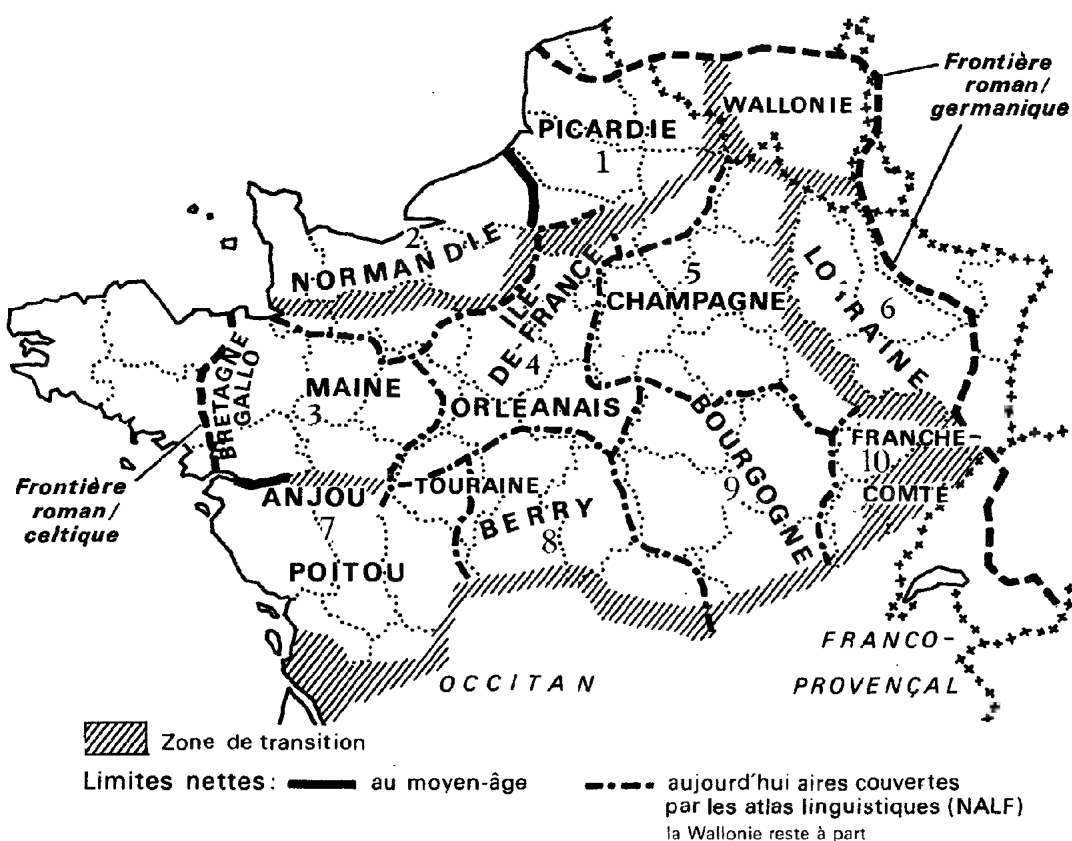 Frontière
roman/
germanique
WALLONIE
PICARDIE
1
2
NORMANDIE
ILE
DE-FRANCE
5
CHAMPAGNE
LORRAINE
6
BRETAGNE
GALLO
MAINE
3
4
ORLÉANAIS
BOURGOGNE
FRANCHE-
10
COMTÉ
Frontière
roman/
celtique
ANJOU
TOURAINE
7
BERRY
8
9
POITOU
OCCITAN
FRANCO-
PROVENÇAL
Zone de transition
Limites nettes: au moyen-âge
aujourd'hui aires couvertes
par les atlas linguistiques (NALF)
la Wallonie reste à part